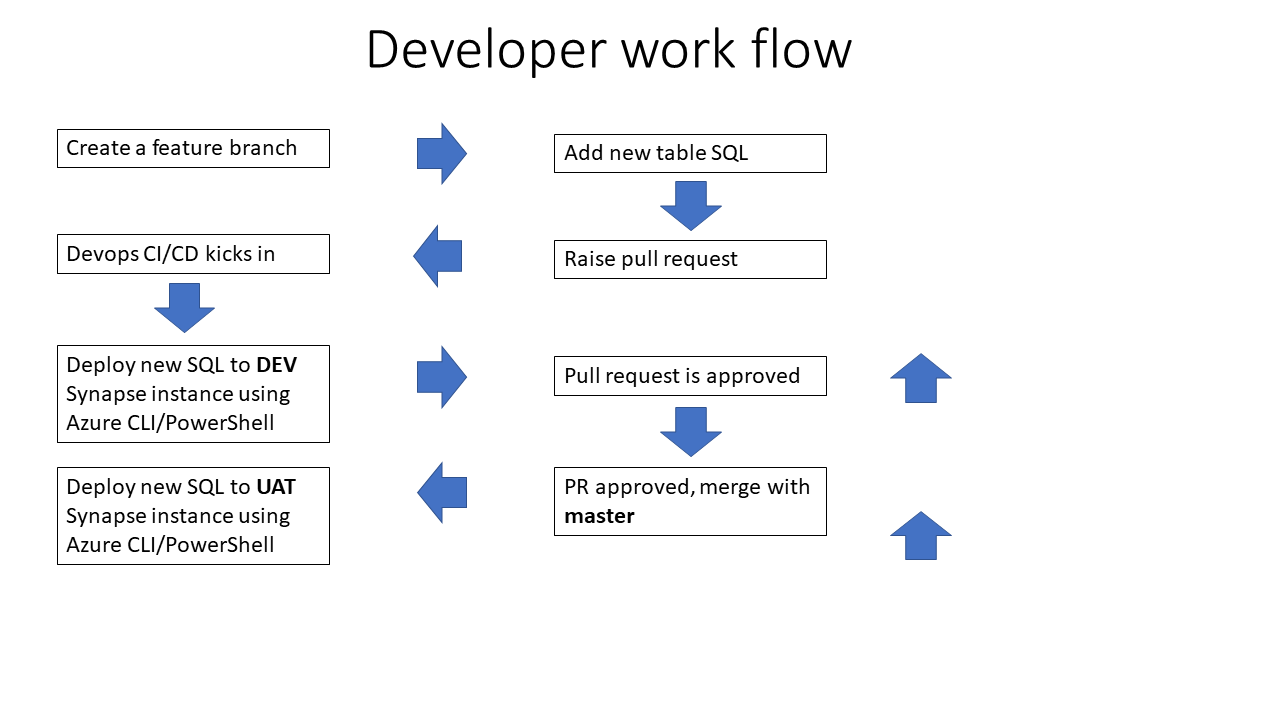 Developer work flow
Create a feature branch
Add new table SQL
Devops CI/CD kicks in
Raise pull request
Deploy new SQL to DEV
Synapse instance using
Azure CLI/PowerShell
Pull request is approved
Deploy new SQL to UAT
Synapse instance using
Azure CLI/PowerShell
PR approved, merge with
master